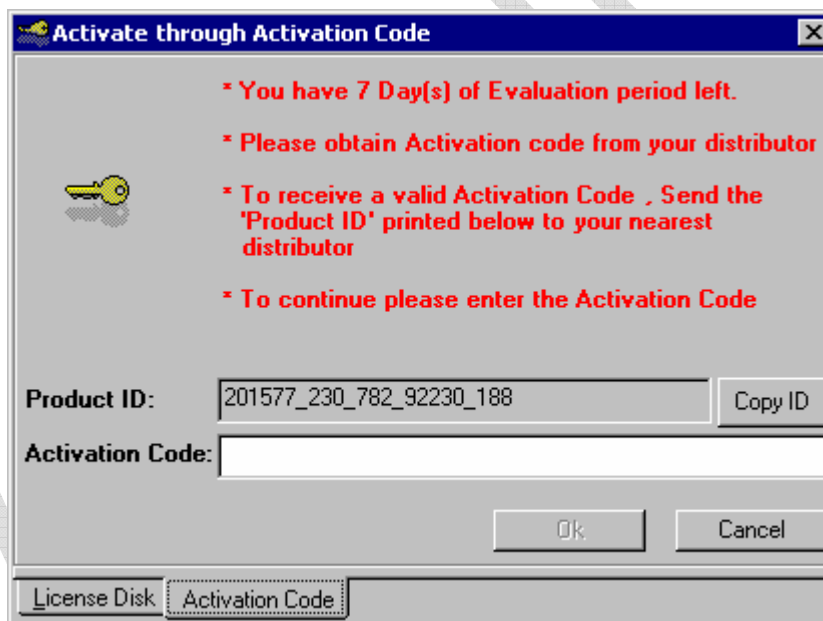 Activate through Activation Code
* You have 7 Day(s) of Evaluation period left.
* Please obtain Activation code from your distributor
* To receive a valid Activation Code , Send the
'Product ID' printed below to your nearest
distributor
* To continue please enter the Activation Code
Product ID: 201577_230_782_92230_188 Copy ID
Activation Code:
Ok Cancel
License Disk Activation Code